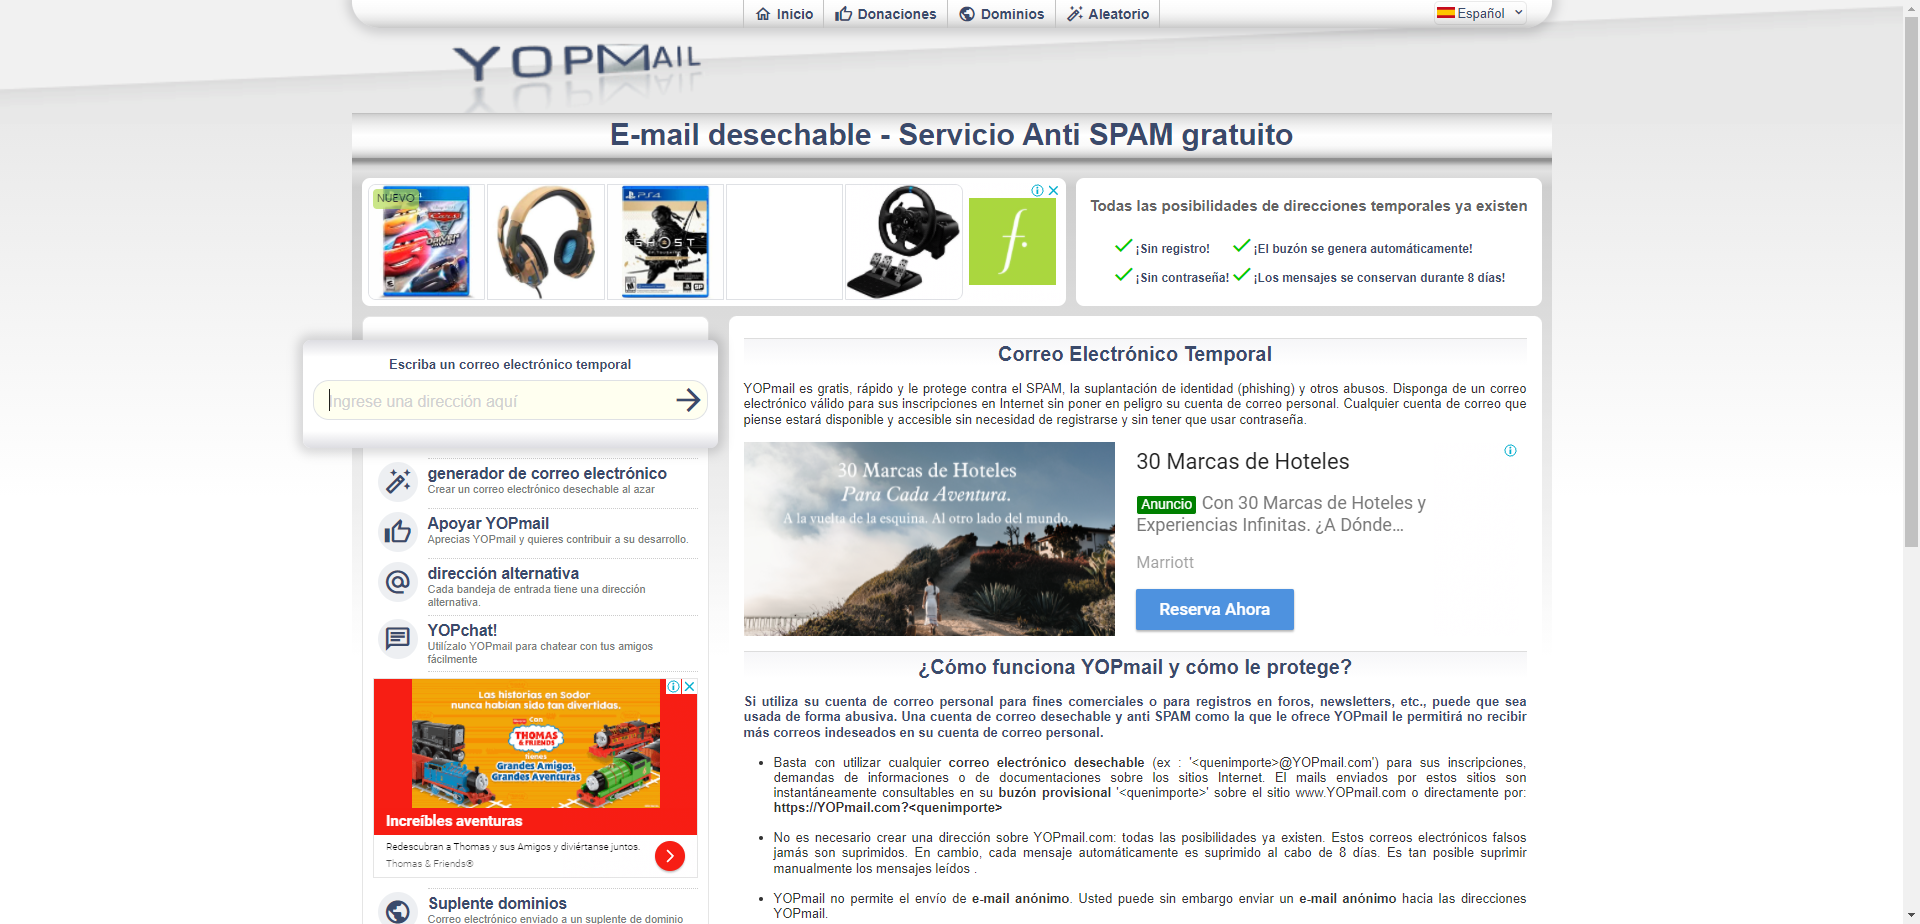 Inicio
Donaciones
Dominios
Aleatorio
Español
YOPMAIL
E-mail desechable - Servicio Anti SPAM gratuito
NUEVO
PS4
GHOST
f.
Todas las posibilidades de direcciones temporales ya existen
¡Sin registro!
¡El buzón se genera automáticamente!
¡Sin contraseña!
¡Los mensajes se conservan durante 8 días!
Escriba un correo electrónico temporal
Ingrese una dirección aquí
generador de correo electrónico
Crear un correo electrónico desechable al azar
Apoyar YOPmail
Aprecias YOPmail y quieres contribuir a su desarrollo.
dirección alternativa
Cada bandeja de entrada tiene una dirección
alternativa.
YOPchat!
Utilízalo YOPmail para chatear con tus amigos
fácilmente
Las historias en Sodor
nunca habían sido tan divertidas.
Con
THOMAS
& FRIENDS
tienes
Grandes Amigos,
Grandes Aventuras
Increíbles aventuras
Redescubran a Thomas y sus Amigos y diviértanse juntos.
Thomas & Friends®
Suplente dominios
Correo electrónico enviado a un suplente de dominio
Correo Electrónico Temporal
YOPmail es gratis, rápido y le protege contra el SPAM, la suplantación de identidad (phishing) y otros abusos. Disponga de un correo
electrónico válido para sus inscripciones en Internet sin poner en peligro su cuenta de correo personal. Cualquier cuenta de correo que
piense estará disponible y accesible sin necesidad de registrarse y sin tener que usar contraseña.
30 Marcas de Hoteles
Para Cada Aventura.
A la vuelta de la esquina. Al otro lado del mundo.
30 Marcas de Hoteles
Anuncio Con 30 Marcas de Hoteles y
Experiencias Infinitas. ¿A Dónde...
Marriott
Reserva Ahora
¿Cómo funciona YOPmail y cómo le protege?
Si utiliza su cuenta de correo personal para fines comerciales o para registros en foros, newsletters, etc., puede que sea
usada de forma abusiva. Una cuenta de correo desechable y anti SPAM como la que le ofrece YOPmail le permitirá no recibir
más correos indeseados en su cuenta de correo personal.
• Basta con utilizar cualquier correo electrónico desechable (ex : '<quenimporte>@YOPmail.com') para sus inscripciones,
demandas de informaciones o de documentaciones sobre los sitios Internet. El mails enviados por estos sitios son
instantáneamente consultables en su buzón provisional '<quenimporte>' sobre el sitio www.YOPmail.com o directamente por:
https://YOPmail.com?<quenimporte>
• No es necesario crear una dirección sobre YOPmail.com: todas las posibilidades ya existen. Estos correos electrónicos falsos
jamás son suprimidos. En cambio, cada mensaje automáticamente es suprimido al cabo de 8 días. Es tan posible suprimir
manualmente los mensajes leídos .
• YOPmail no permite el envío de e-mail anónimo. Usted puede sin embargo enviar un e-mail anónimo hacia las direcciones
YOPmail.